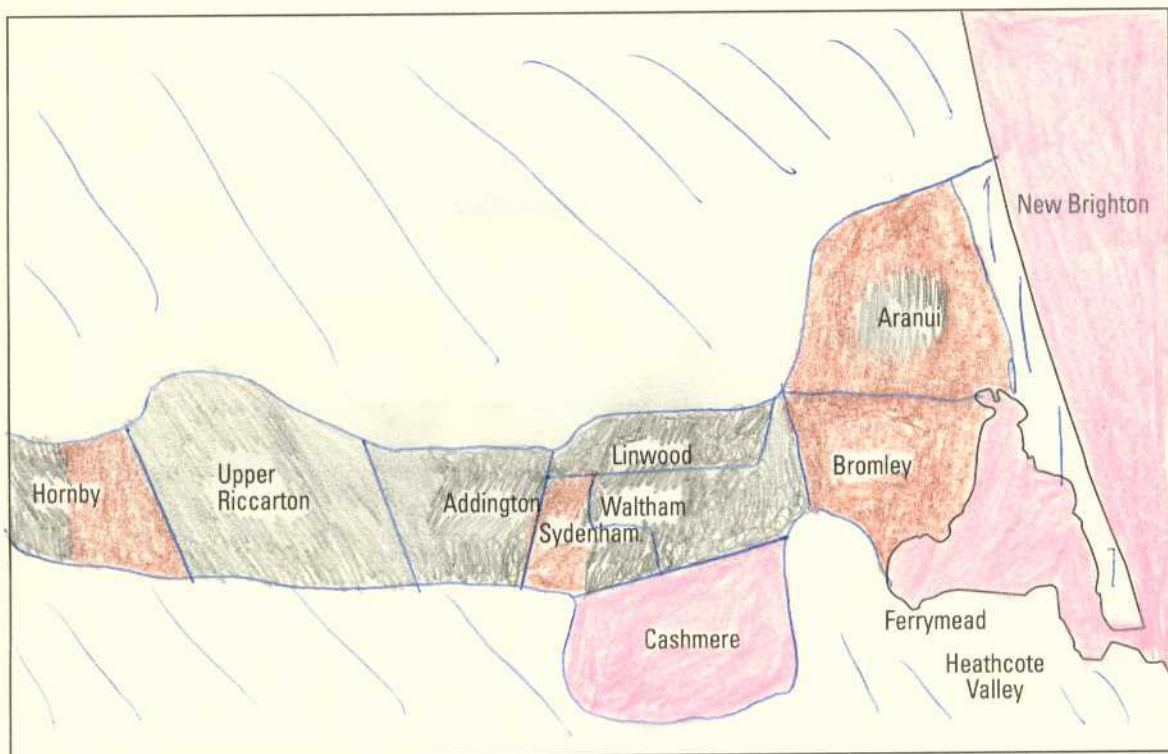 New Brighton
Aranui
Linwood
Bromley
Upper
Riccarton
Hornby
Addington
Waltham
Sydenham
Cashmere
Ferrymead
Heathcote
Valley